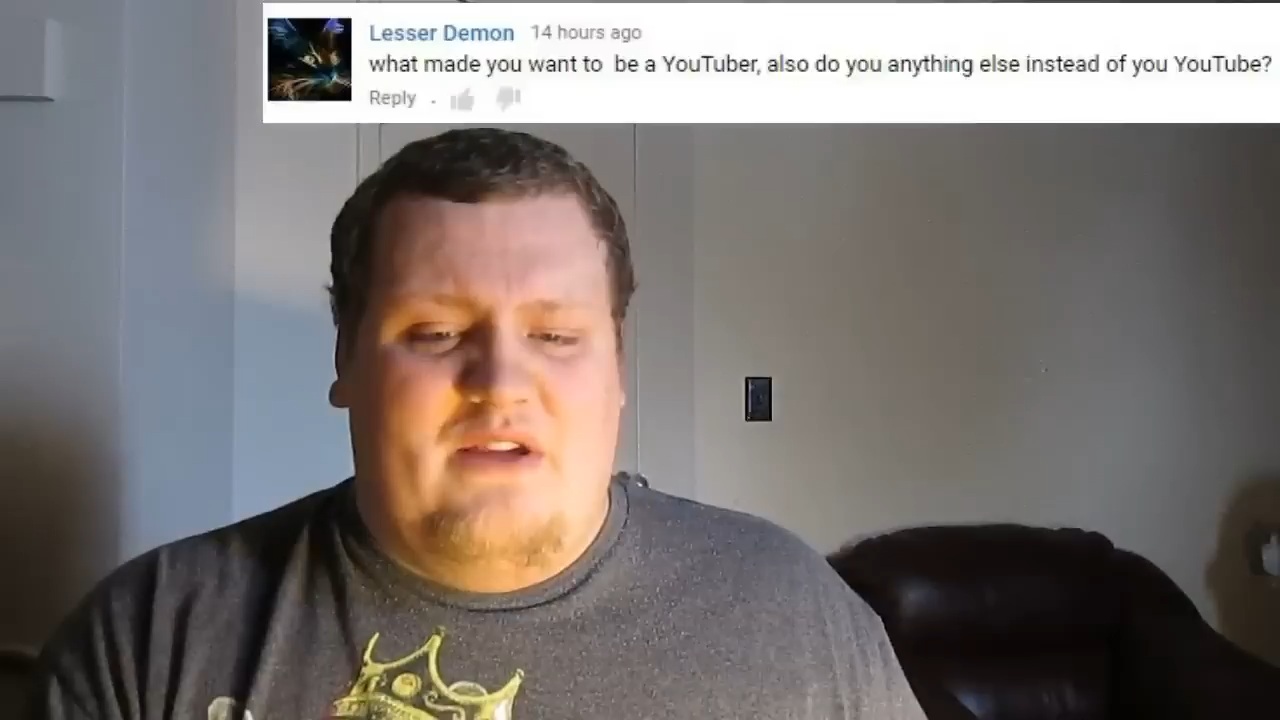 Lesser Demon 14 hours ago
what made you want to  be a YouTuber, also do you anything else instead of you YouTube?
Reply .